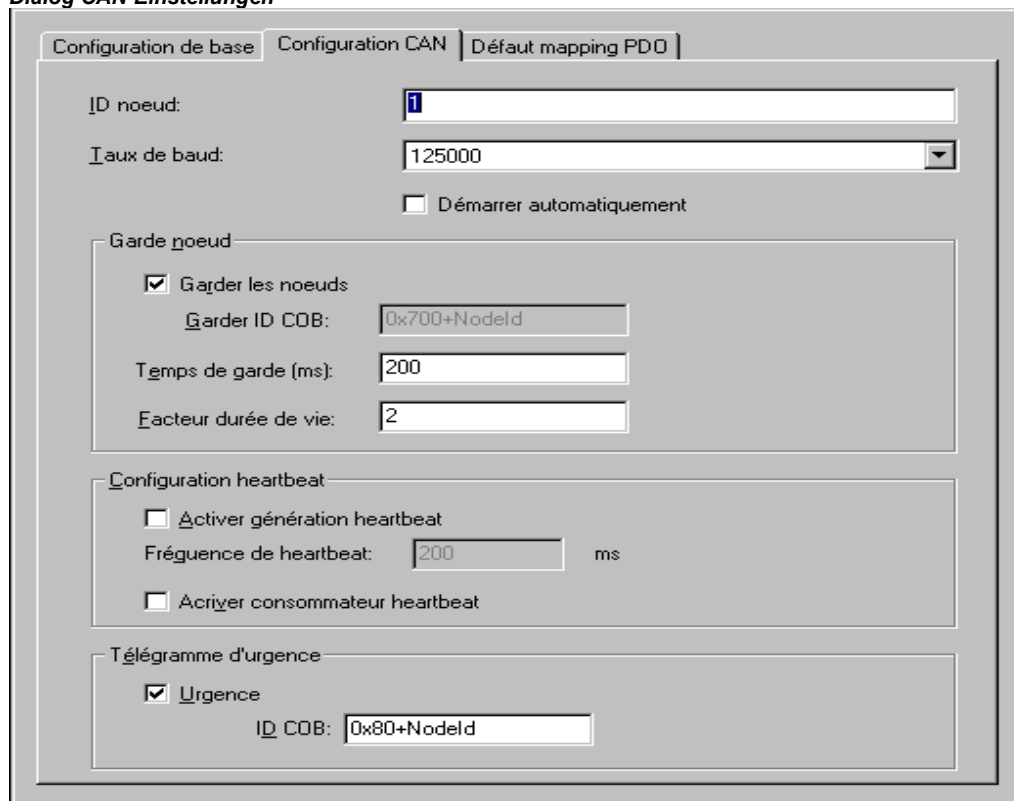 Dialog CAN-Einstellungen
Configuration de base Configuration CAN Défaut mapping PDO
ID noeud: 1
Taux de baud: 125000
Démarrer automatiquement
Garde noeud
Garder les noeuds
Garder ID COB: 0x700+NodeId
Temps de garde (ms): 200
Facteur durée de vie: 2
Configuration heartbeat
Activer génération heartbeat
Fréguence de heartbeat: 200 ms
Acriver consommateur heartbeat
Télégramme d'urgence
Urgence
ID COB: 0x80+NodeId